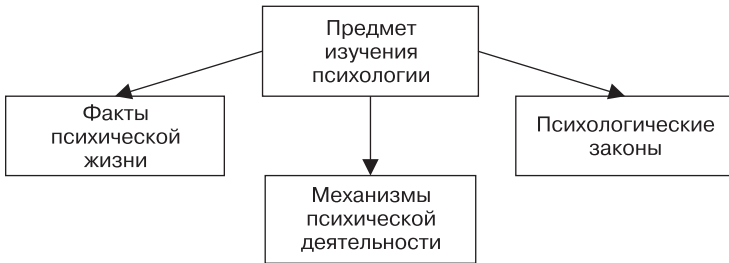 Предмет
изучения
психологии
Факты
психической
жизни
Психологические
законы
Механизмы
психической
деятельности